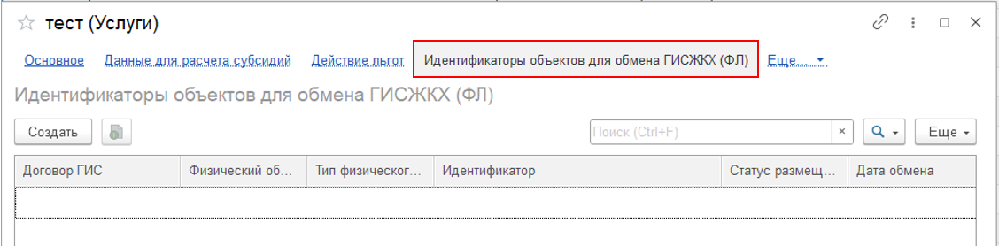 тест (Услуги)
Основное Данные для расчета субсидий Действие льгот Идентификаторы объектов для обмена ГИСЖКХ (ФЛ) Еще...
Идентификаторы объектов для обмена ГИСЖКХ (ФЛ)
Создать Поиск (Ctrl+F) × Еще
Договор ГИС Физический об... Тип физическог... Идентификатор Статус размещ... Дата обмена